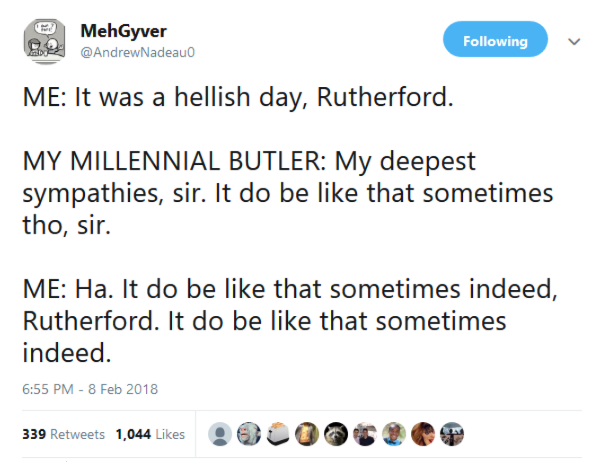 MehGyver
@AndrewNadeau0
Following
ME: It was a hellish day, Rutherford.
MY MILLENNIAL BUTLER: My deepest
sympathies, sir. It do be like that sometimes
tho, sir.
ME: Ha. It do be like that sometimes indeed,
Rutherford. It do be like that sometimes
indeed.
6:55 PM - 8 Feb 2018
339 Retweets 1,044 Likes